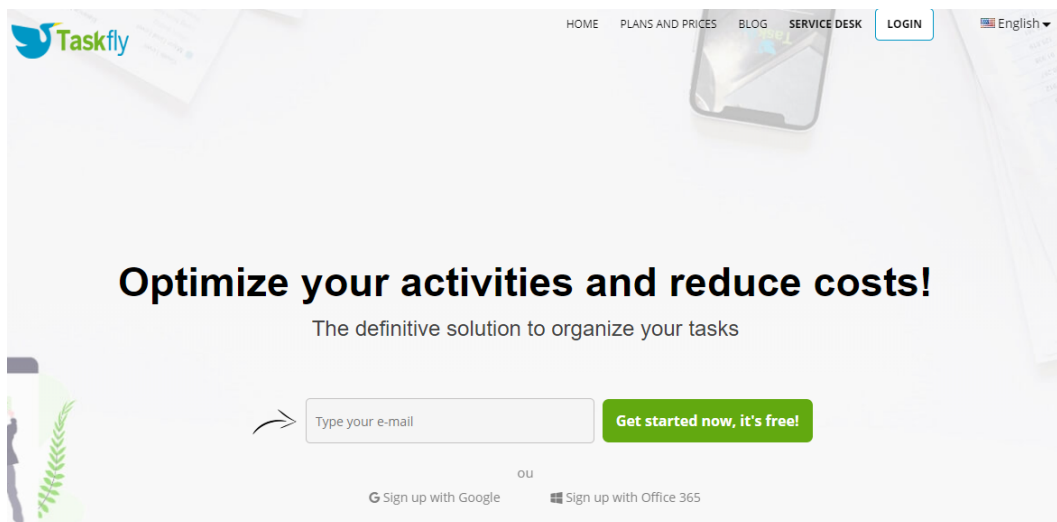 Taskfly
HOME PLANS AND PRICES BLOG SERVICE DESK LOGIN English
Optimize your activities and reduce costs!
The definitive solution to organize your tasks
Type your e-mail
Get started now, it's free!
ou
G Sign up with Google
Sign up with Office 365